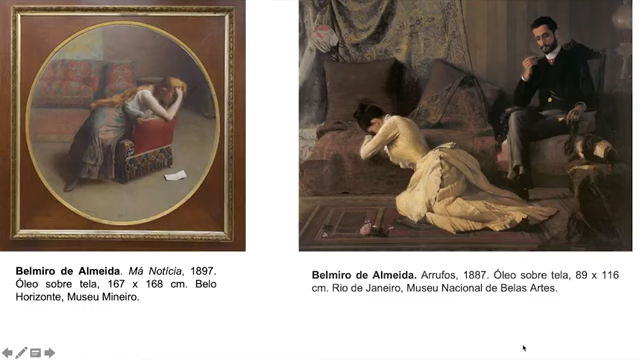 Belmiro de Almeida. Má Notícia, 1897.
Óleo sobre tela, 167 x 168 cm. Belo
Horizonte, Museu Mineiro.
Belmiro de Almeida. Arrufos, 1887. Óleo sobre tela, 89 x 116
cm. Rio de Janeiro, Museu Nacional de Belas Artes.